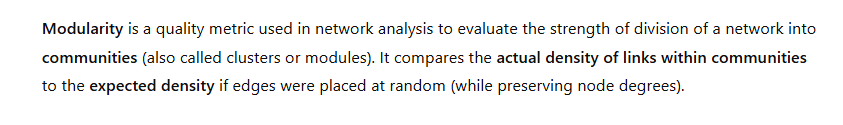 Modularity is a quality metric used in network analysis to evaluate the strength of division of a network into
communities (also called clusters or modules). It compares the actual density of links within communities
to the expected density if edges were placed at random (while preserving node degrees).